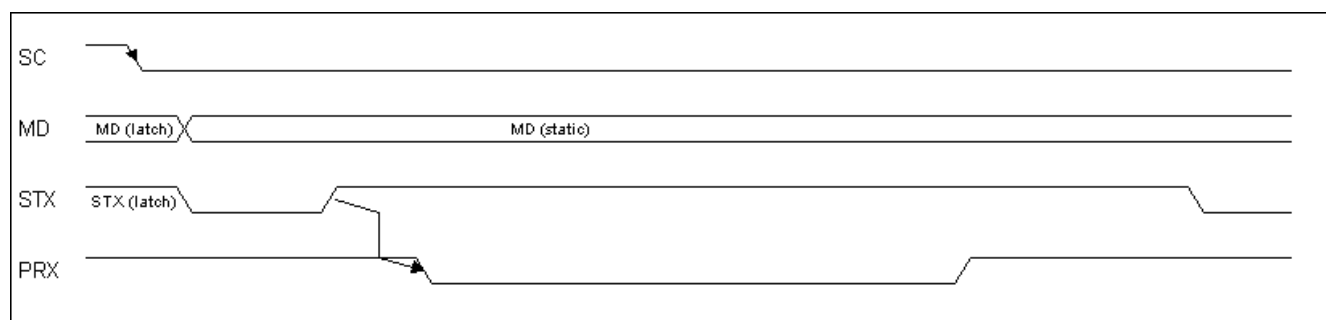 SC
MD MD (latch) MD (static)
STX STX (latch)
PRX